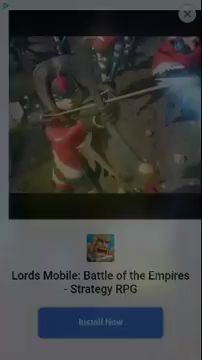 Lords Mobile: Battle of the Empires
- Strategy RPG
Install Now